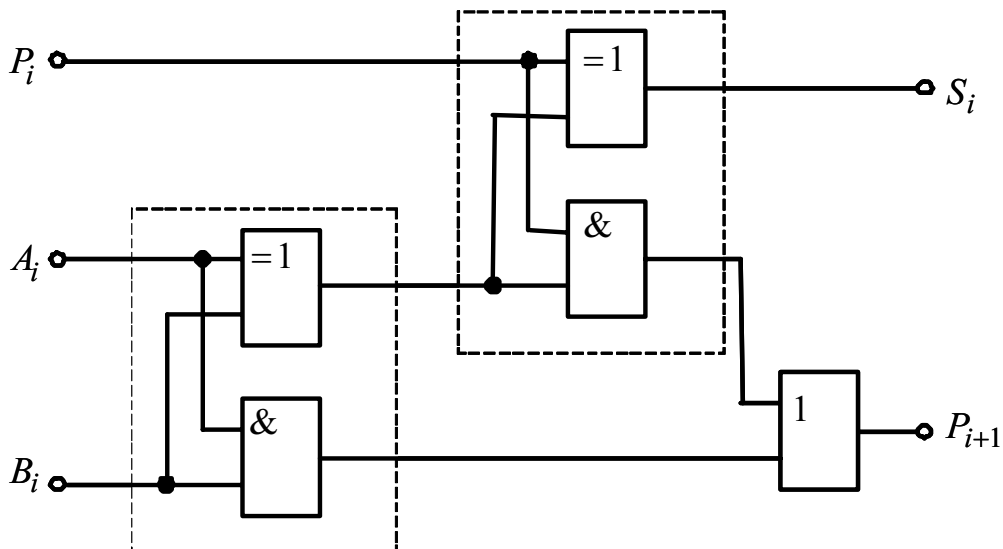 P_i
=1
S_i
&
A_i
=1
1
P_{i+1}
&
B_i